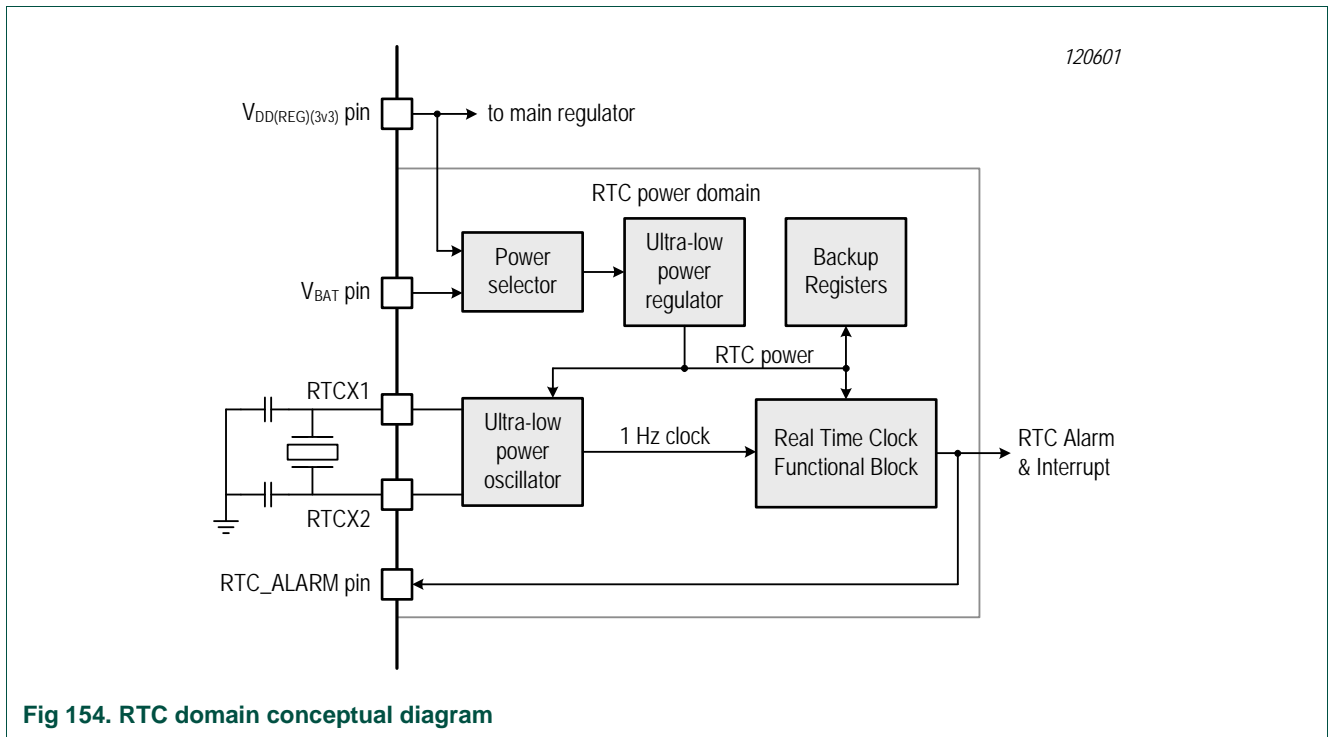 120601
VDD(REG)(3v3) pin
to main regulator
RTC power domain
Power
selector
Ultra-low
power
regulator
Backup
Registers
VBAT pin
RTC power
RTCX1
Ultra-low
power
oscillator
1 Hz clock
Real Time Clock
Functional Block
RTC Alarm
& Interrupt
RTCX2
RTC_ALARM pin
Fig 154. RTC domain conceptual diagram